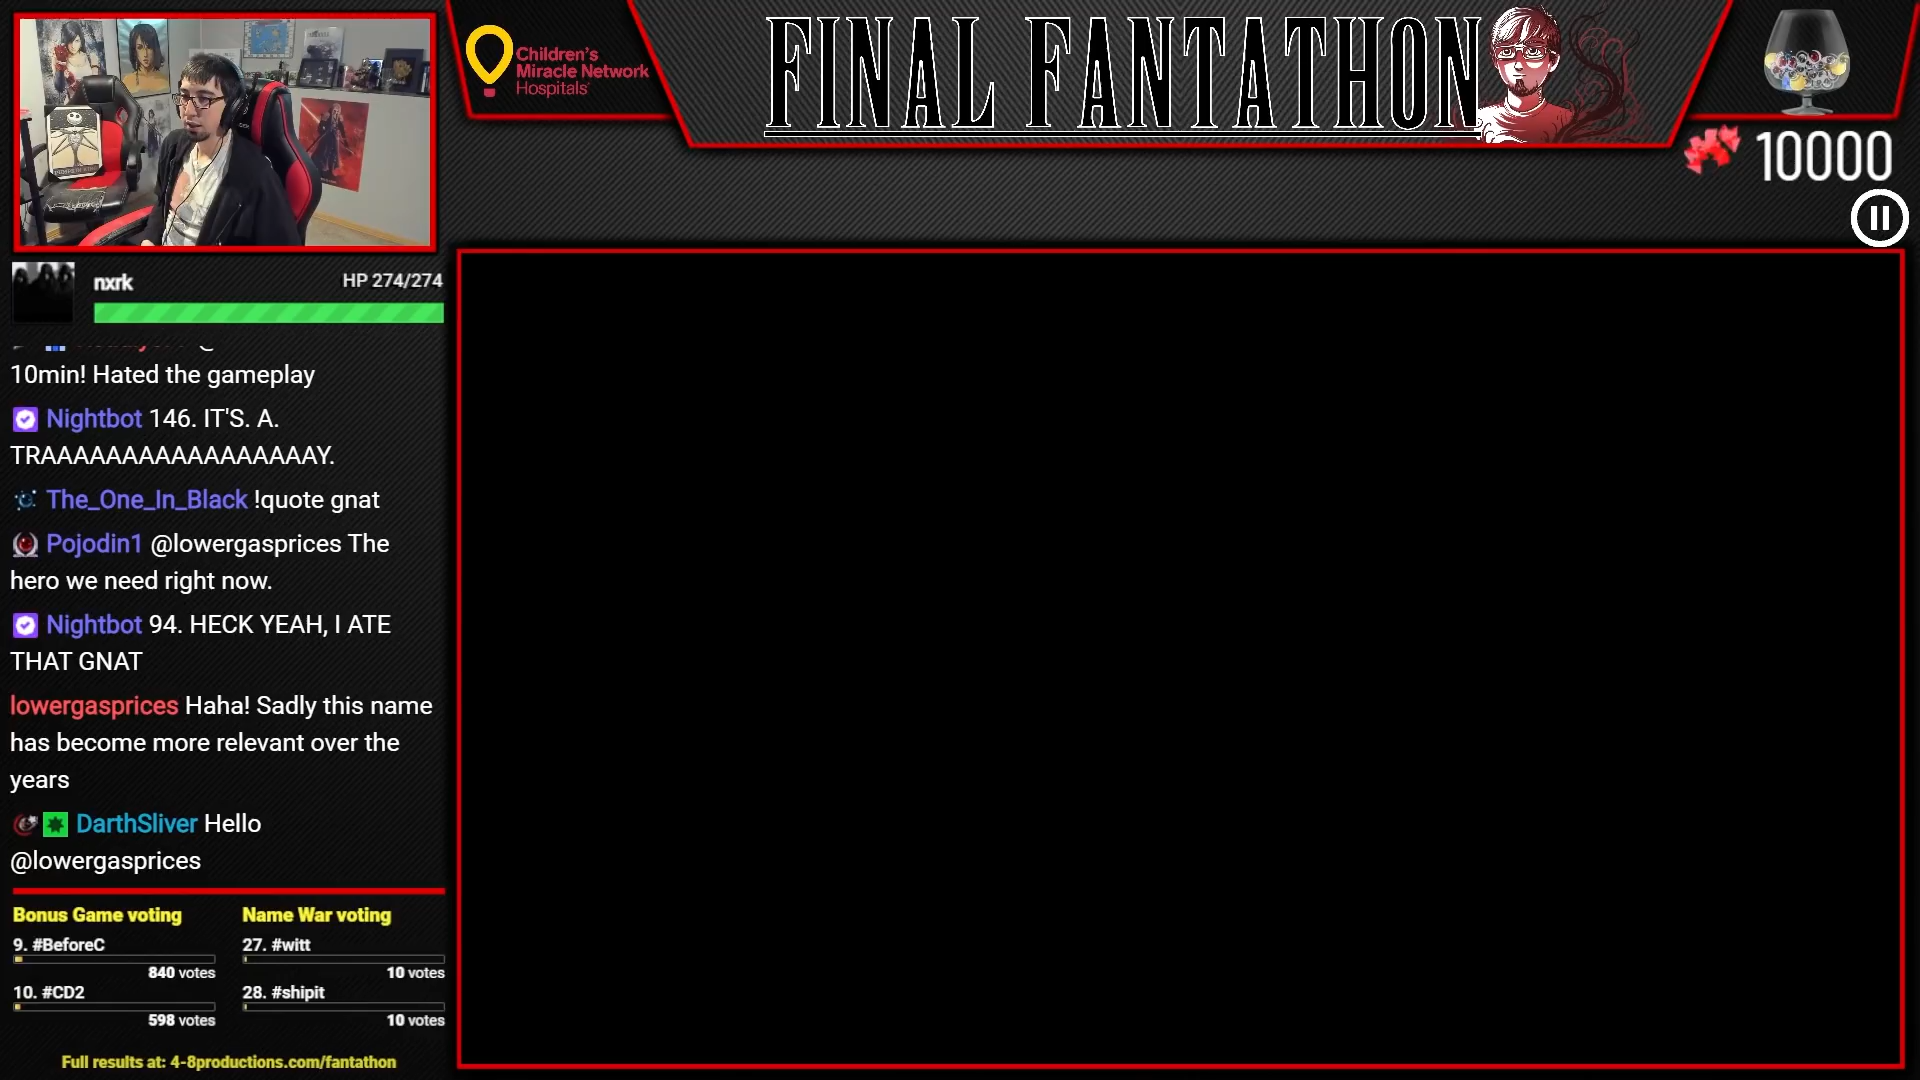 Children's
Miracle Network
Hospitals
FINAL FANTATHON
10000
nxrk
HP 274/274
10min! Hated the gameplay
Nightbot 146. IT'S. A.
TRAAAAAAAAAAAAAAAAAY.
The_One_In_Black !quote gnat
Pojodin1 @lowergasprices The
hero we need right now.
Nightbot 94. HECK YEAH, I ATE
THAT GNAT
lowergasprices Haha! Sadly this name
has become more relevant over the
years
DarthSliver Hello
@lowergasprices
Bonus Game voting
9. #BeforeC
840 votes
10. #CD2
598 votes
Name War voting
27. #witt
10 votes
28. #shipit
10 votes
Full results at: 4-8productions.com/fantathon